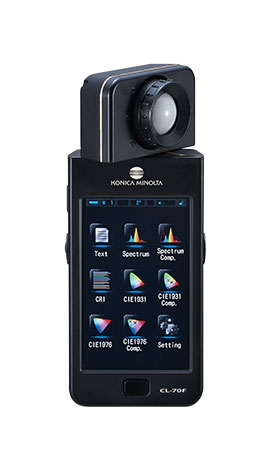 KONICA MINOLTA
Text
Spectrum
Spectrum Comp.
CRI
CIE1931
CIE1931 Comp.
CIE1976
CIE1976 Comp.
Setting
CL-70F